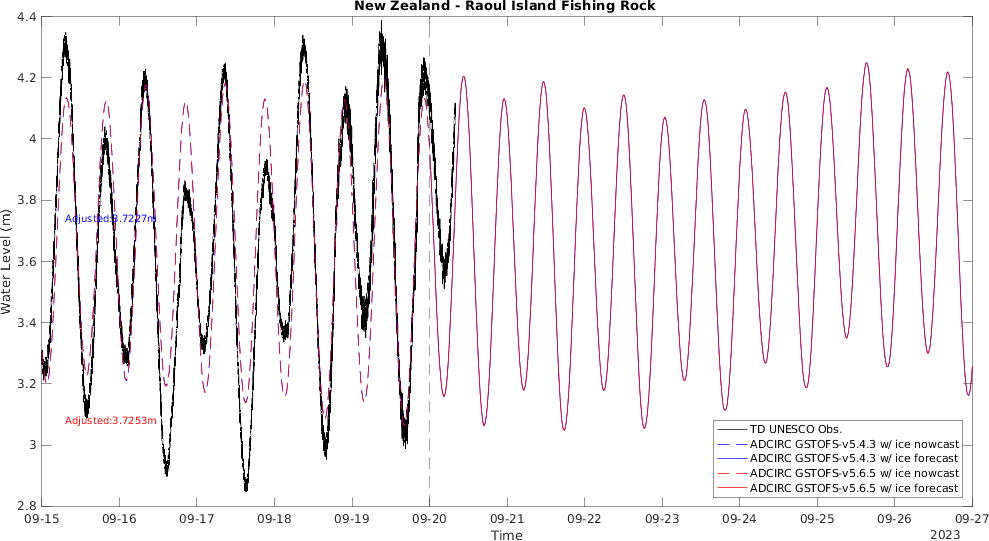 New Zealand - Raoul Island Fishing Rock
4.4
4.2
4
3.8
3.6
3.4
3.2
3
2.8
Water Level (m)
Adjusted:3.7227m
Adjusted:3.7253m
TD UNESCO Obs.
ADCIRC GSTOFS-v5.4.3 w/ ice nowcast
ADCIRC GSTOFS-v5.4.3 w/ ice forecast
ADCIRC GSTOFS-v5.6.5 w/ ice nowcast
ADCIRC GSTOFS-v5.6.5 w/ ice forecast
09-15 09-16 09-17 09-18 09-19 09-20 09-21 09-22 09-23 09-24 09-25 09-26 09-27
Time
2023